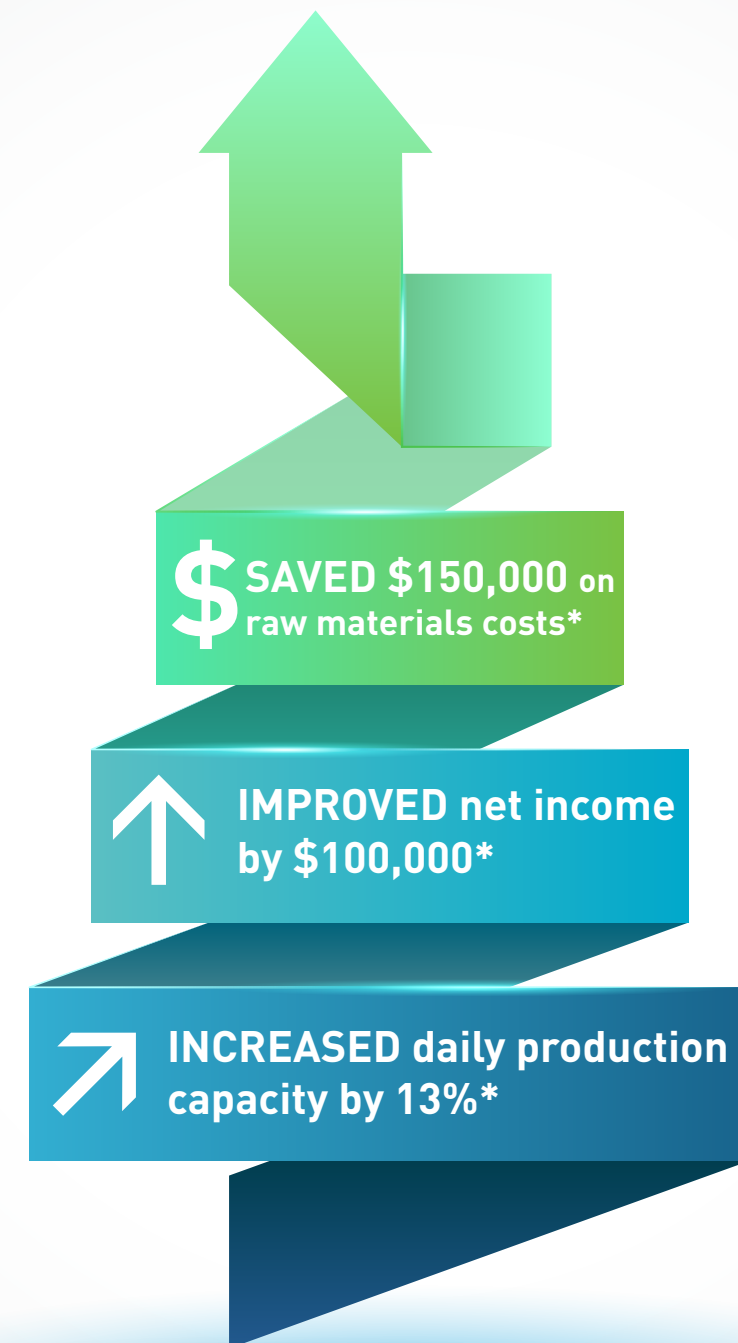 $ SAVED $150,000 on
raw materials costs*
IMPROVED net income
by $100,000*
INCREASED daily production
capacity by 13%*